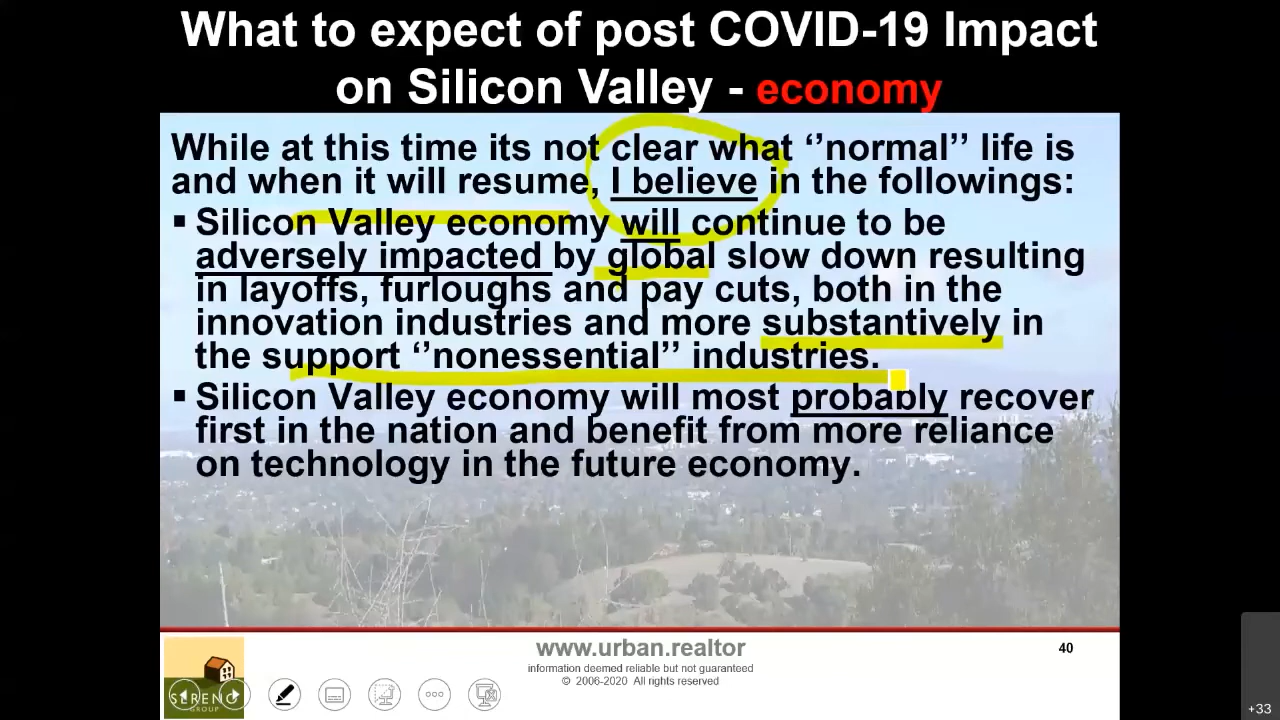 What to expect of post COVID-19 Impact
on Silicon Valley - economy
While at this time its not clear what ‘’normal’’ life is
and when it will resume, I believe in the followings:
▪ Silicon Valley economy will continue to be
adversely impacted by global slow down resulting
in layoffs, furloughs and pay cuts, both in the
innovation industries and more substantively in
the support ‘’nonessential’’ industries.
▪ Silicon Valley economy will most probably recover
first in the nation and benefit from more reliance
on technology in the future economy.
www.urban.realtor
information deemed reliable but not guaranteed
© 2006-2020 All rights reserved
40
SERENO
GROUP
+33